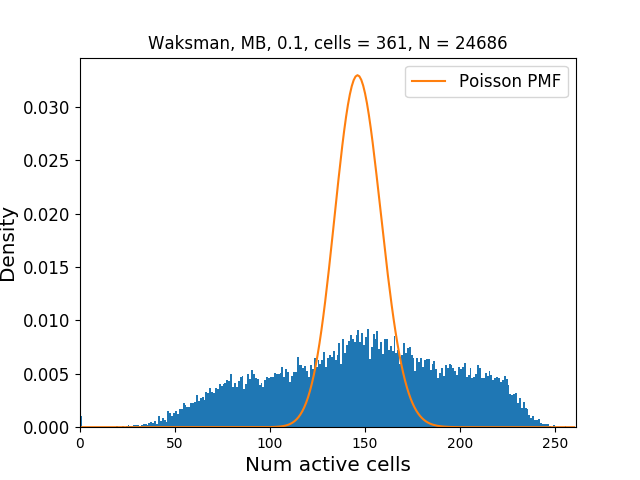 Waksman, MB, 0.1, cells = 361, N = 24686
Poisson PMF
Density
0.030
0.025
0.020
0.015
0.010
0.005
0.000
0 50 100 150 200 250
Num active cells